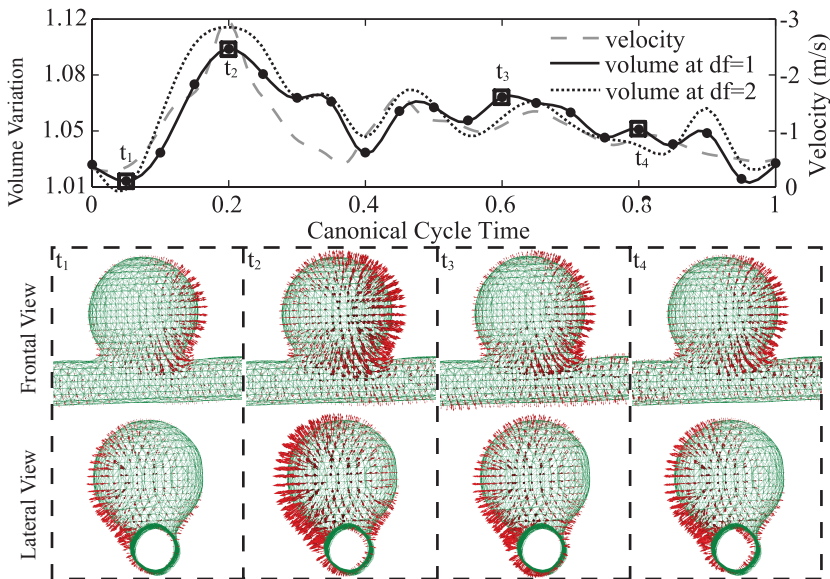 1.12
1.08
1.05
1.01
Volume Variation
-3
-2
-1
0
Velocity (m/s)
velocity
volume at df=1
volume at df=2
t1
t2
t3
t4
0
0.2
0.4
0.6
0.8
1
Canonical Cycle Time
t1
t2
t3
t4
Frontal View
Lateral View